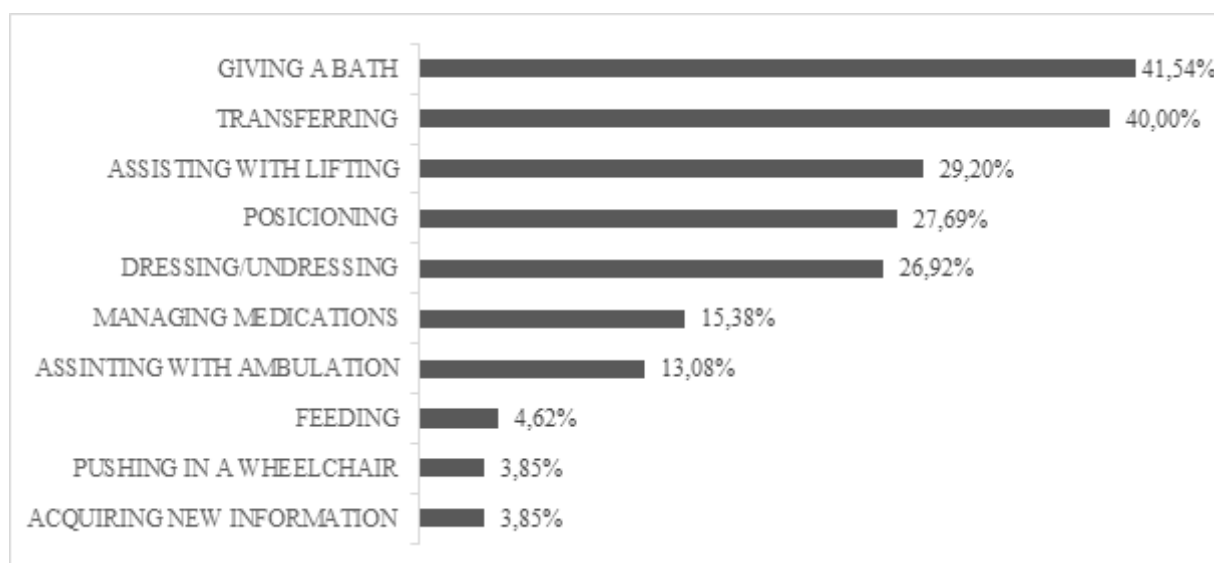 GIVING A BATH 41,54%
TRANSFERRING 40,00%
ASSISTING WITH LIFTING 29,20%
POSICIONING 27,69%
DRESSING/UNDRESSING 26,92%
MANAGING MEDICATIONS 15,38%
ASSINTING WITH AMBULATION 13,08%
FEEDING 4,62%
PUSHING IN A WHEELCHAIR 3,85%
ACQUIRING NEW INFORMATION 3,85%